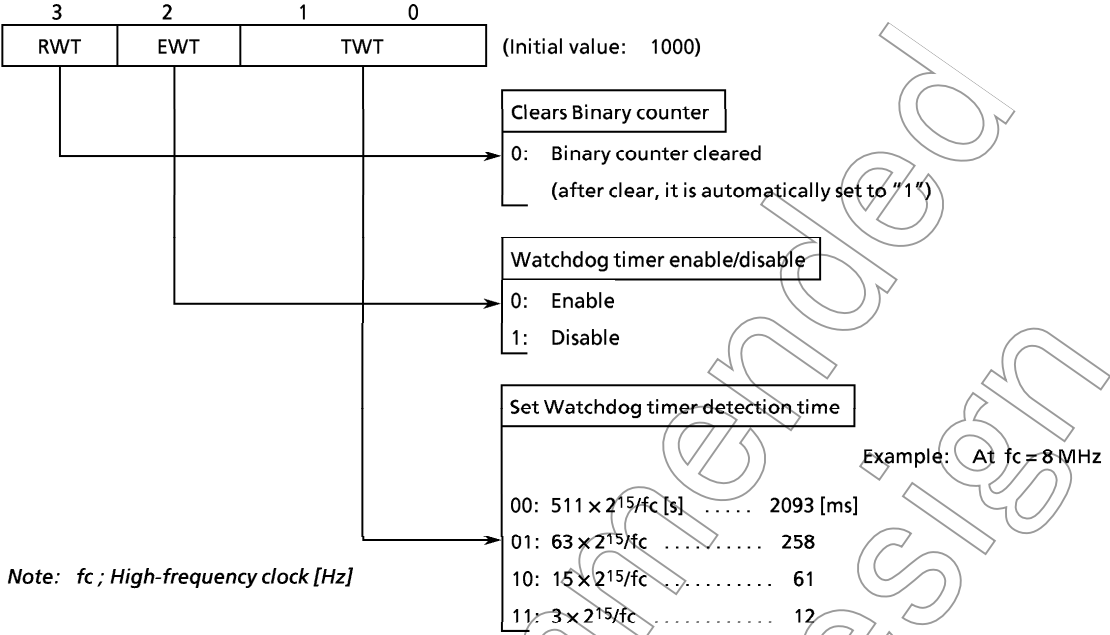 3 2 1 0
RWT EWT TWT (Initial value: 1000)
Clears Binary counter
0: Binary counter cleared
(after clear, it is automatically set to “1”)
Watchdog timer enable/disable
0: Enable
1: Disable
Set Watchdog timer detection time
Example: At fc = 8 MHz
00: 511 × 2¹⁵/fc [s] ..... 2093 [ms]
01: 63 × 2¹⁵/fc .......... 258
10: 15 × 2¹⁵/fc ........... 61
11: 3 × 2¹⁵/fc ............ 12
Note: fc ; High-frequency clock [Hz]
mmended
esign